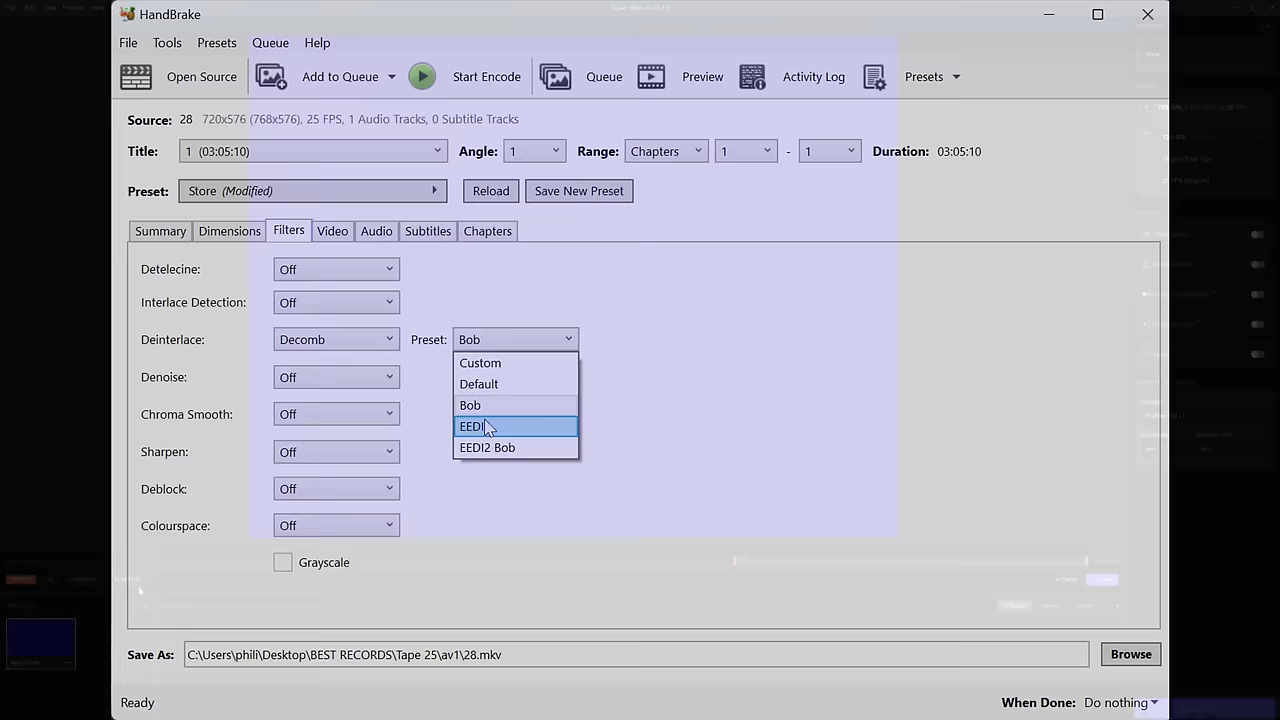 HandBrake
File Tools Presets Queue Help
Open Source Add to Queue Start Encode Queue Preview Activity Log Presets
Source: 28 720x576 (768x576), 25 FPS, 1 Audio Tracks, 0 Subtitle Tracks
Title: 1 (03:05:10) Angle: 1 Range: Chapters 1 - 1 Duration: 03:05:10
Preset: Store (Modified) Reload Save New Preset
Summary Dimensions Filters Video Audio Subtitles Chapters
Detelecine: Off
Interlace Detection: Off
Deinterlace: Decomb Preset: Bob
Custom
Default
Bob
Denoise: Off
Chroma Smooth: Off
EEDI2 Bob
Sharpen: Off
Deblock: Off
Colourspace: Off
Grayscale
Save As: C:\Users\phili\Desktop\BEST RECORDS\Tape 25\av1\28.mkv Browse
Ready When Done: Do nothing